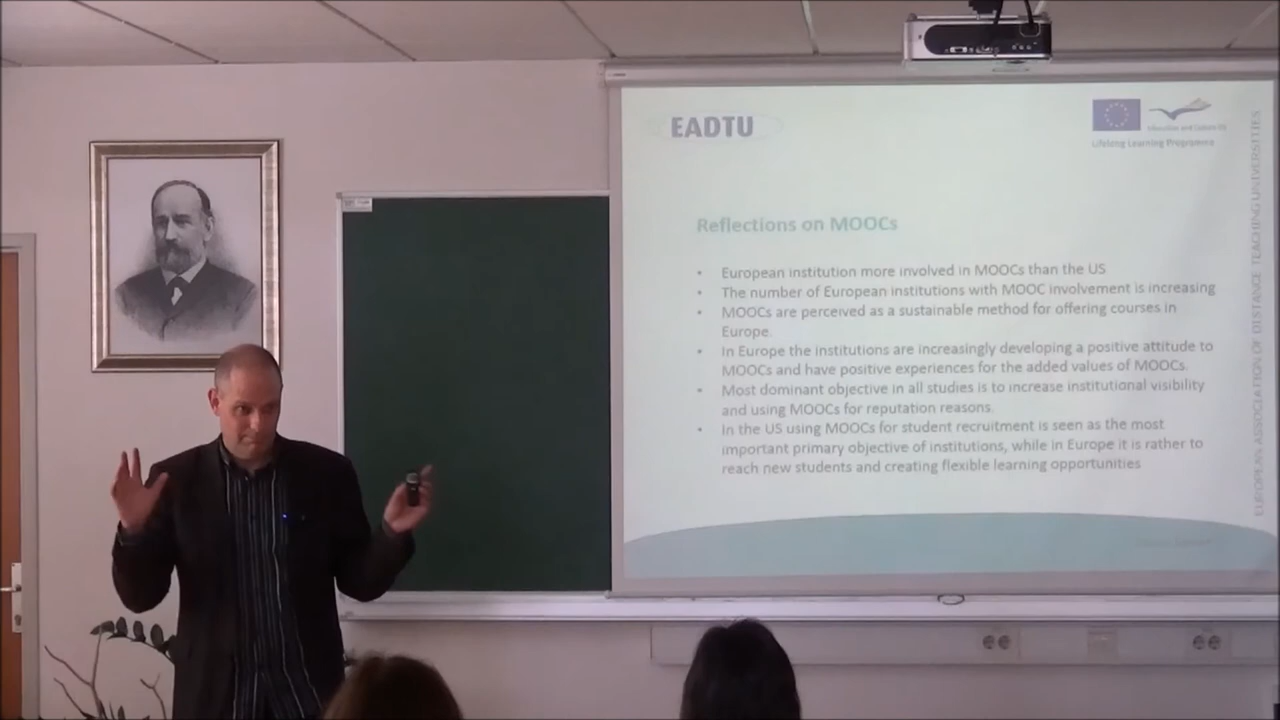 EADTU
Lifelong Learning Programme
Reflections on MOOCs
• European institution more involved in MOOCs than the US
• The number of European institutions with MOOC involvement is increasing
• MOOCs are perceived as a sustainable method for offering courses in
Europe.
• In Europe the institutions are increasingly developing a positive attitude to
MOOCs and have positive experiences for the added values of MOOCs.
• Most dominant objective in all studies is to increase institutional visibility
and using MOOCs for reputation reasons.
• In the US using MOOCs for student recruitment is seen as the most
important primary objective of institutions, while in Europe it is rather to
reach new students and creating flexible learning opportunities
EUROPEAN ASSOCIATION OF DISTANCE TEACHING UNIVERSITIES